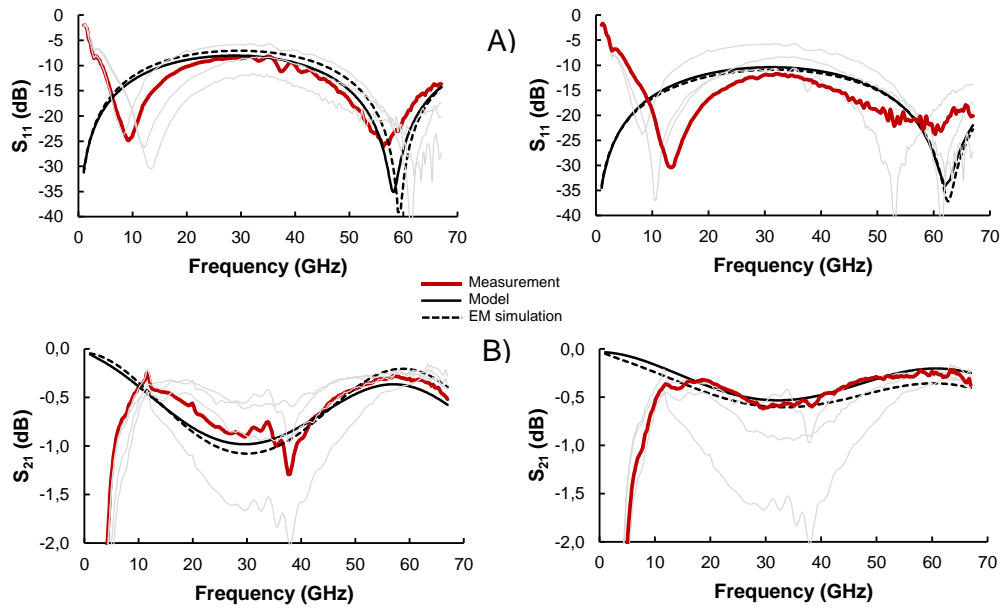 A)
S11 (dB)
0
-5
-10
-15
-20
-25
-30
-35
-40
0 10 20 30 40 50 60 70
Frequency (GHz)
S11 (dB)
0
-5
-10
-15
-20
-25
-30
-35
-40
0 10 20 30 40 50 60 70
Frequency (GHz)
Measurement
Model
EM simulation
B)
S21 (dB)
0,0
-0,5
-1,0
-1,5
-2,0
0 10 20 30 40 50 60 70
Frequency (GHz)
S21 (dB)
0,0
-0,5
-1,0
-1,5
-2,0
0 10 20 30 40 50 60 70
Frequency (GHz)